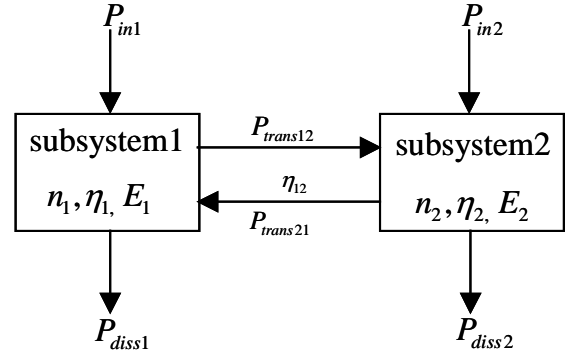 P_in1
P_in2
subsystem1
n_1, η_1, E_1
P_trans12
η_12
P_trans21
subsystem2
n_2, η_2, E_2
P_diss1
P_diss2